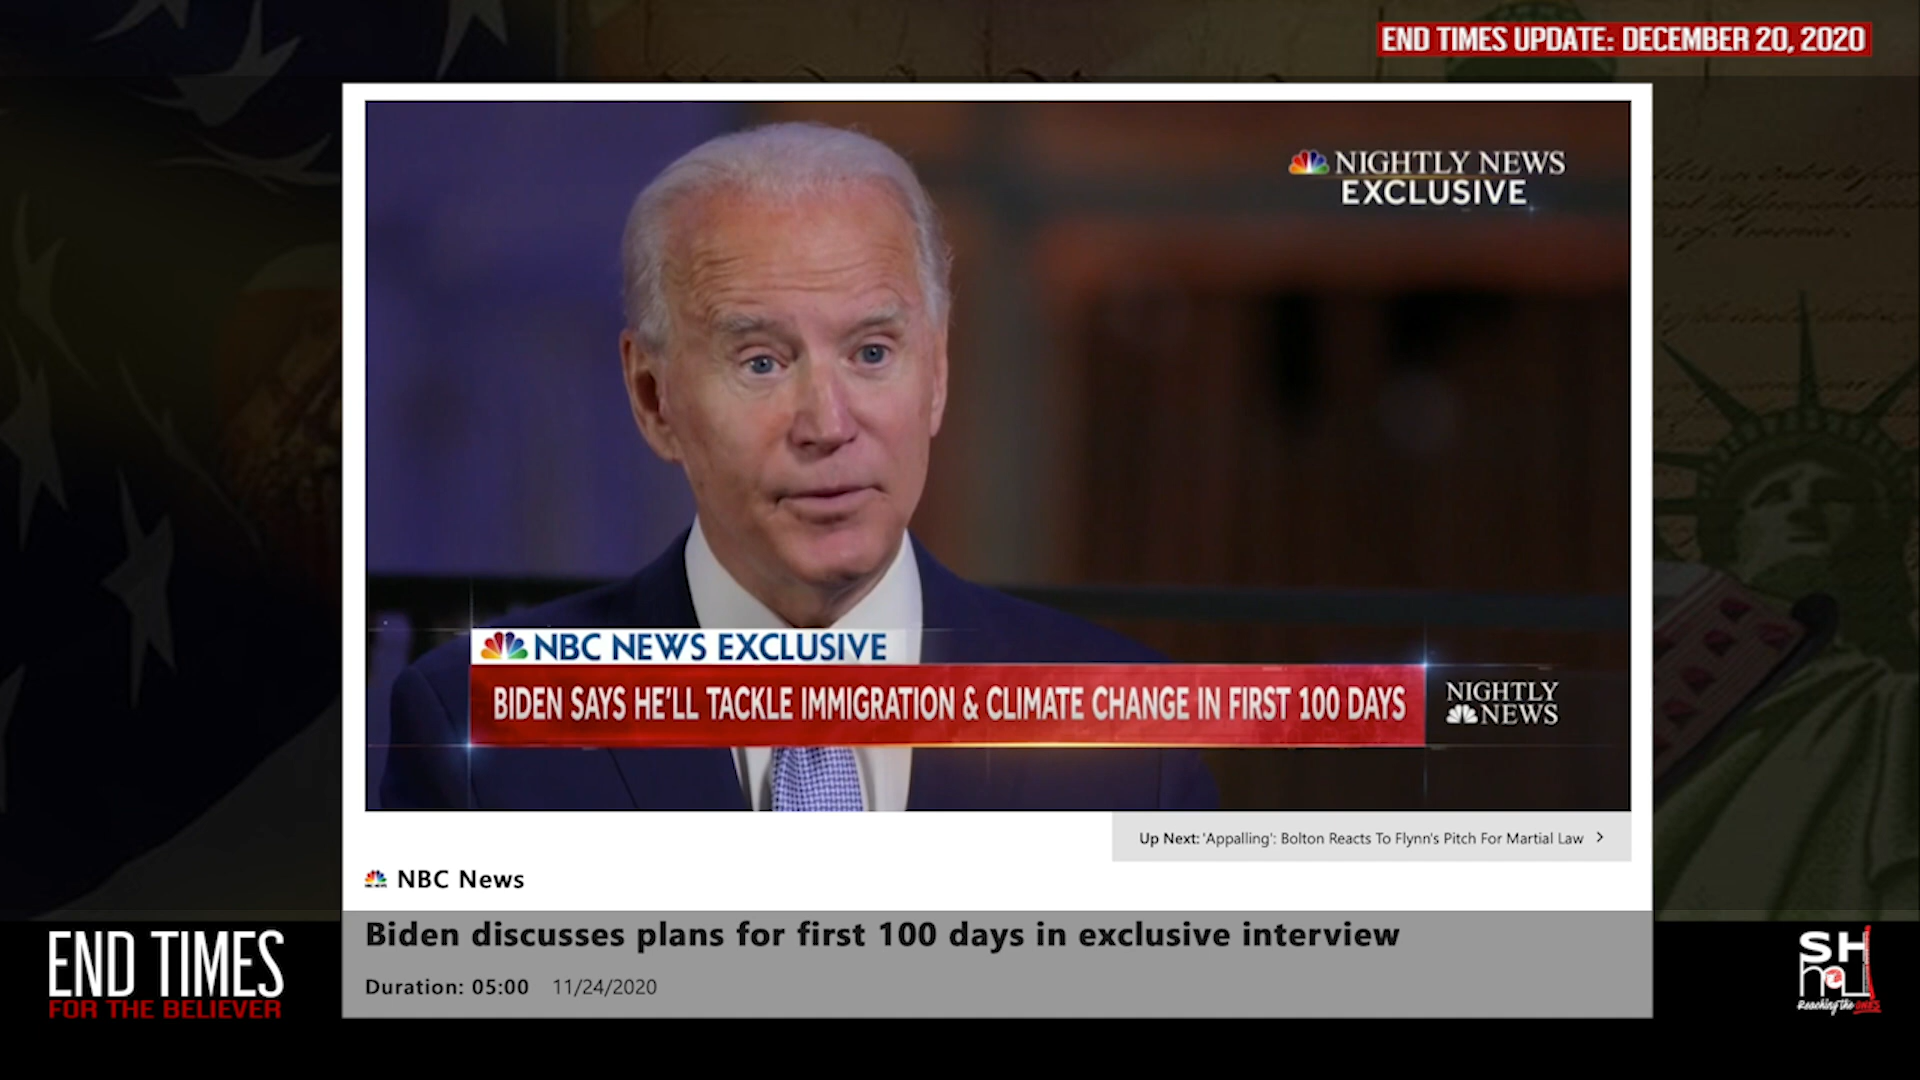 END TIMES UPDATE: DECEMBER 20, 2020
NIGHTLY NEWS
EXCLUSIVE
NBC NEWS EXCLUSIVE
BIDEN SAYS HE'LL TACKLE IMMIGRATION & CLIMATE CHANGE IN FIRST 100 DAYS
NIGHTLY
NEWS
Up Next: 'Appalling': Bolton Reacts To Flynn's Pitch For Martial Law >
NBC News
Biden discusses plans for first 100 days in exclusive interview
Duration: 05:00 11/24/2020
END TIMES
FOR THE BELIEVER
SH
Reaching the ONES